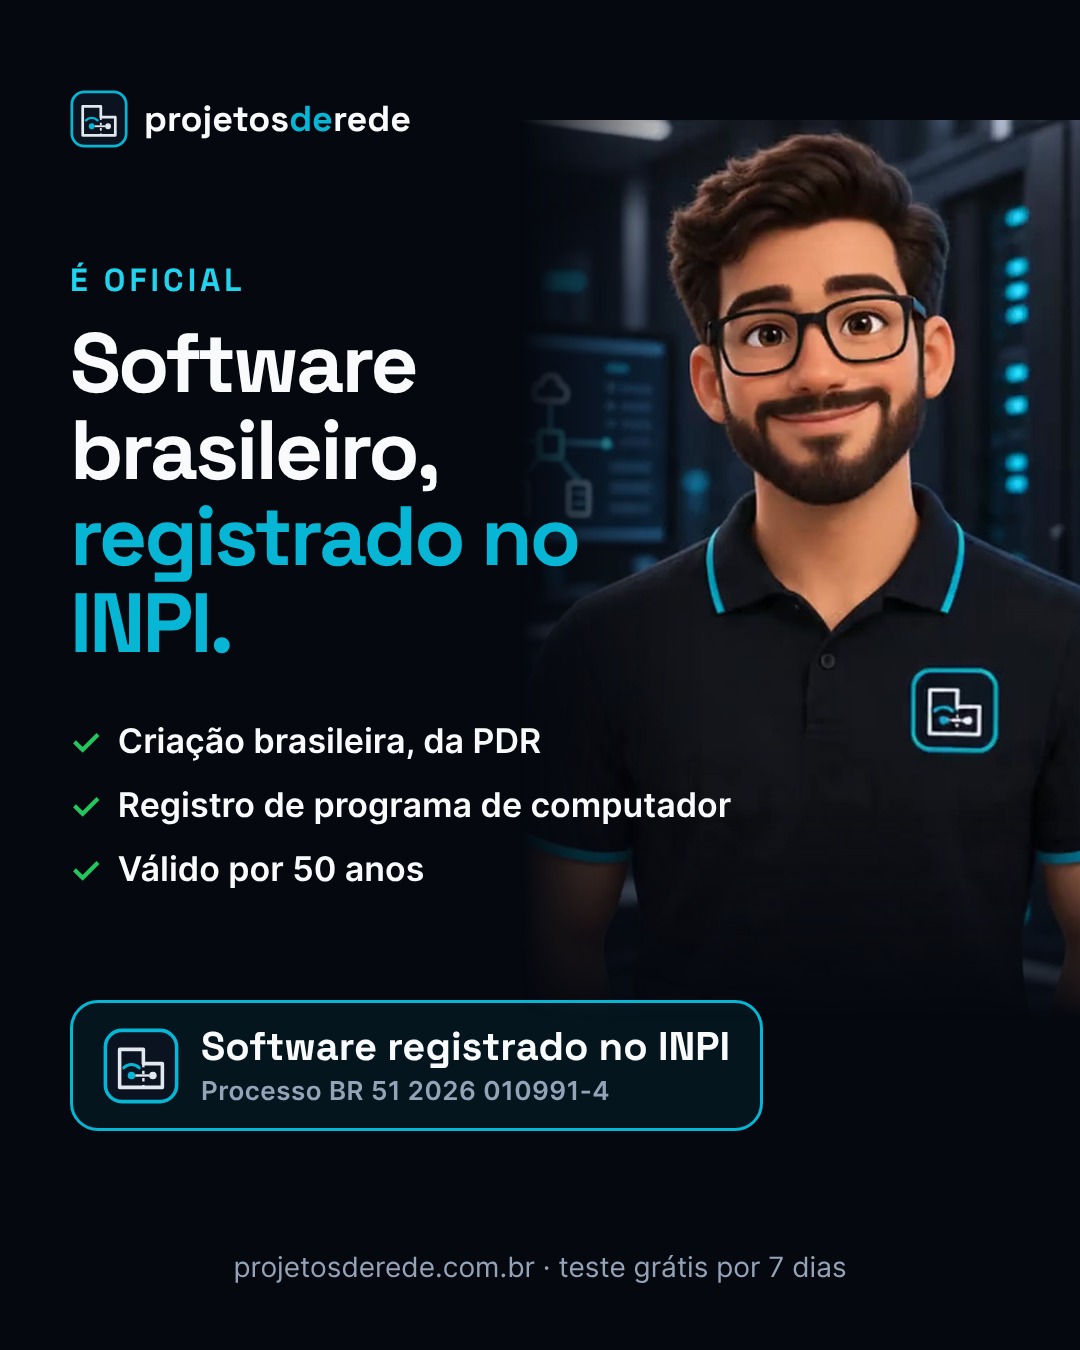 projetosderede
É OFICIAL
Software
brasileiro,
registrado no
INPI.
Criação brasileira, da PDR
Registro de programa de computador
Válido por 50 anos
Software registrado no INPI
Processo BR 51 2026 010991-4
projetosderede.com.br · teste grátis por 7 dias